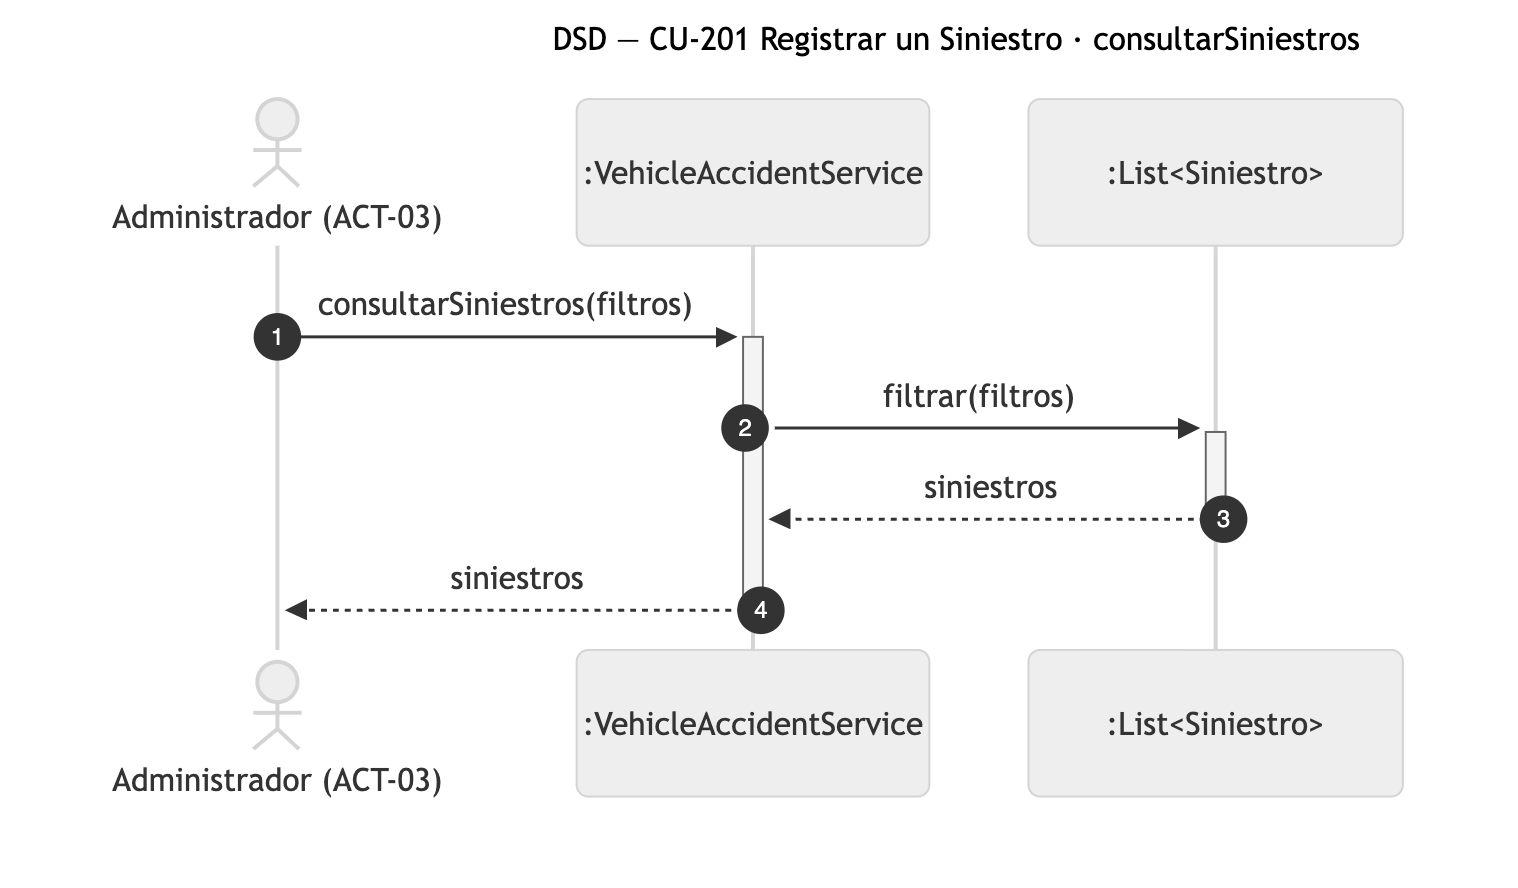 DSD — CU-201 Registrar un Siniestro · consultarSiniestros
Administrador (ACT-03)
:VehicleAccidentService
:List<Siniestro>
consultarSiniestros(filtros)
1
filtrar(filtros)
2
siniestros
3
siniestros
4
Administrador (ACT-03)
:VehicleAccidentService
:List<Siniestro>